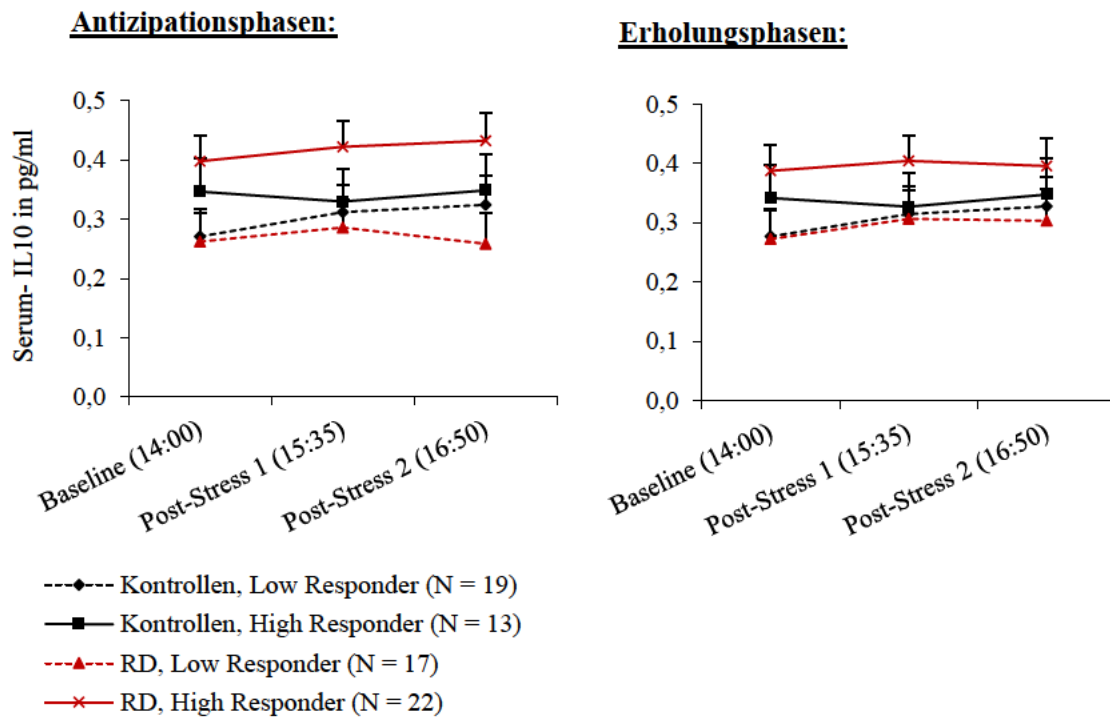 Antizipationsphasen:
Erholungsphasen:
Serum- IL10 in pg/ml
0,5
0,4
0,3
0,2
0,1
0,0
Baseline (14:00)
Post-Stress 1 (15:35)
Post-Stress 2 (16:50)
0,5
0,4
0,3
0,2
0,1
0,0
Baseline (14:00)
Post-Stress 1 (15:35)
Post-Stress 2 (16:50)
Kontrollen, Low Responder (N = 19)
Kontrollen, High Responder (N = 13)
RD, Low Responder (N = 17)
RD, High Responder (N = 22)